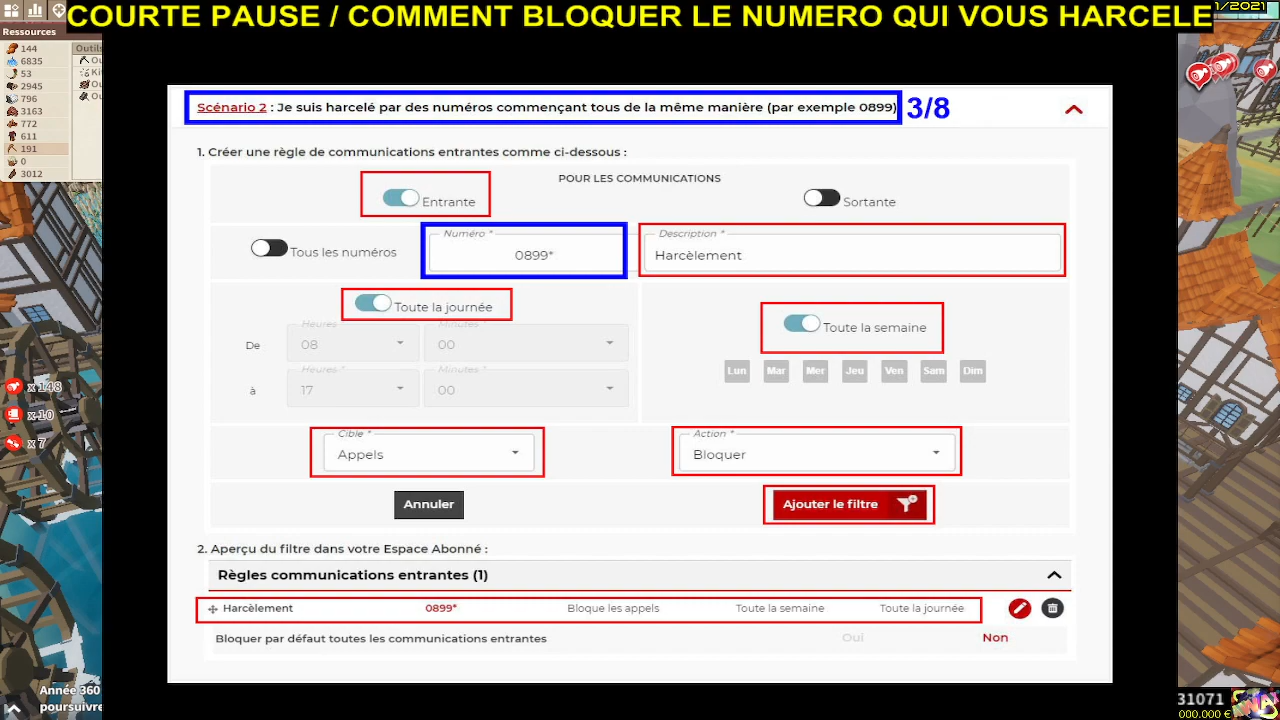 COURTE PAUSE / COMMENT BLOQUER LE NUMERO QUI VOUS HARCELE
1/2021
Ressources
Outils
144
6835
53
2945
796
3163
772
611
191
0
3012
Scénario 2 : Je suis harcelé par des numéros commençant tous de la même manière (par exemple 0899) 3/8
1. Créer une règle de communications entrantes comme ci-dessous :
POUR LES COMMUNICATIONS
Entrante
Sortante
Tous les numéros
Numéro *
0899*
Description *
Harcèlement
Toute la journée
Toute la semaine
Heures
Minutes *
De
08
00
Heures *
Minutes *
à
17
00
Lun Mar Mer Jeu Ven Sam Dim
Cible *
Appels
Action *
Bloquer
Annuler
Ajouter le filtre
2. Aperçu du filtre dans votre Espace Abonné :
Règles communications entrantes (1)
Harcèlement 0899* Bloque les appels Toute la semaine Toute la journée
Bloquer par défaut toutes les communications entrantes Oui Non
x 148
x 10
x 7
Année 360
poursuivre
31071
000.000 €